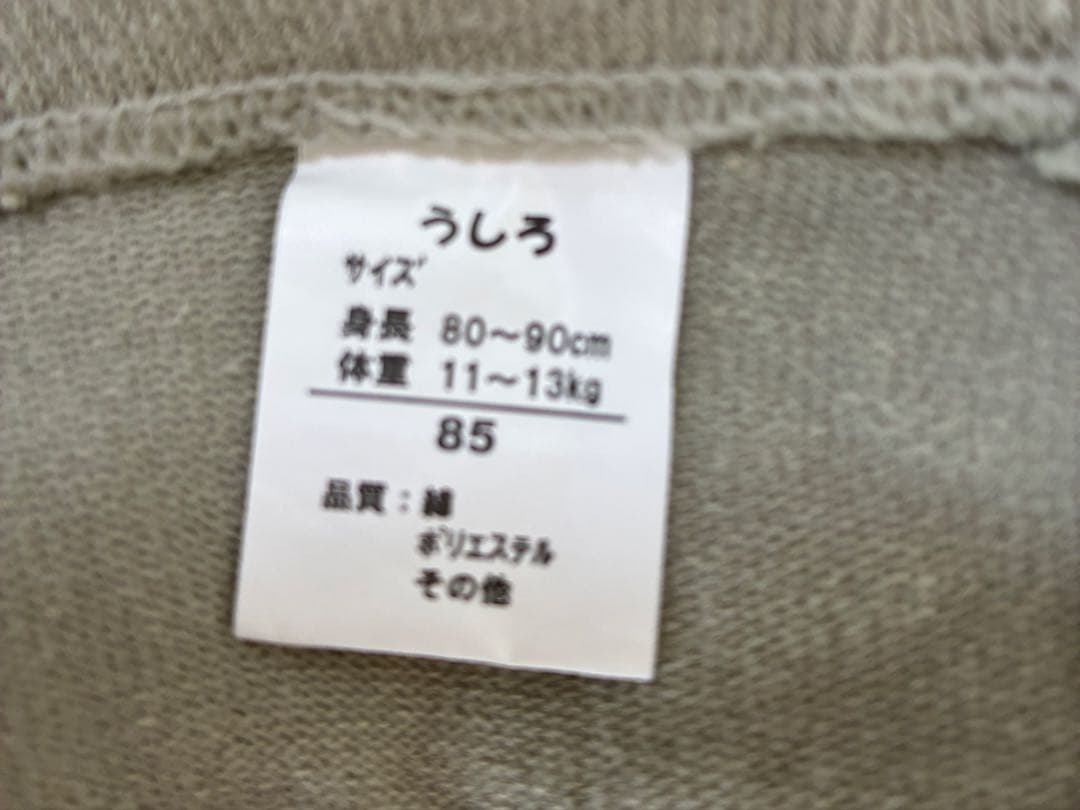 うしろ
サイズ
身長 80～90cm
体重 11～13kg
85
品質：綿
ポリエステル
その他